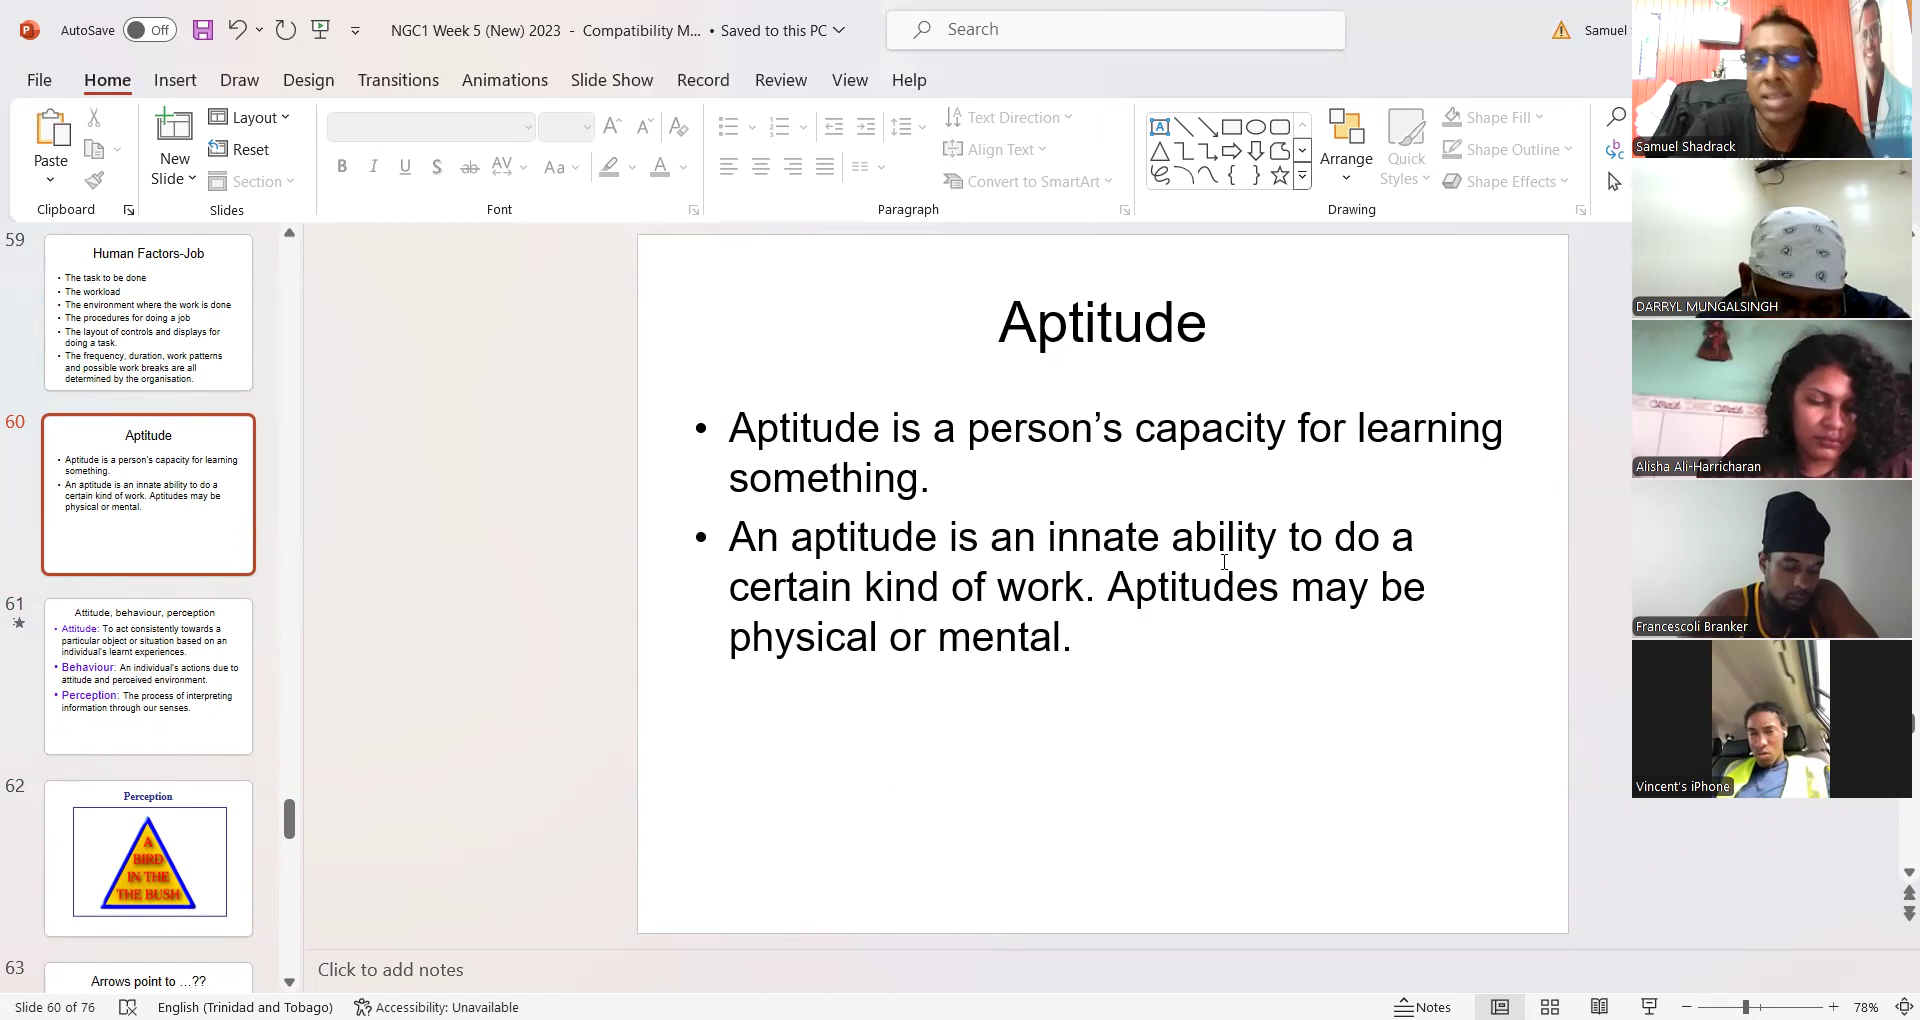 AutoSave Off
NGC1 Week 5 (New) 2023 - Compatibility M... • Saved to this PC
Search
Samuel
File Home Insert Draw Design Transitions Animations Slide Show Record Review View Help
Paste
New Slide
Layout
Reset
Section
Clipboard
Slides
Font
Paragraph
Text Direction
Align Text
Convert to SmartArt
Arrange
Quick Styles
Shape Fill
Shape Outline
Shape Effects
Drawing
59
Human Factors-Job
• The task to be done
• The workload
• The environment where the work is done
• The procedures for doing a job
• The layout of controls and displays for
doing a task.
• The frequency, duration, work patterns
and possible work breaks are all
determined by the organisation.
60
Aptitude
• Aptitude is a person's capacity for learning
something.
• An aptitude is an innate ability to do a
certain kind of work. Aptitudes may be
physical or mental.
61
Attitude, behaviour, perception
• Attitude: To act consistently towards a
particular object or situation based on an
individual's learnt experiences.
• Behaviour: An individual's actions due to
attitude and perceived environment.
• Perception: The process of interpreting
information through our senses.
62
Perception
A
BIRD
IN THE
THE BUSH
63
Arrows point to ...??
Aptitude
• Aptitude is a person’s capacity for learning
something.
• An aptitude is an innate ability to do a
certain kind of work. Aptitudes may be
physical or mental.
Click to add notes
Samuel Shadrack
DARRYL MUNGALSINGH
Alisha Ali-Harricharan
Francescoli Branker
Vincent's iPhone
Slide 60 of 76
English (Trinidad and Tobago)
Accessibility: Unavailable
Notes
78%